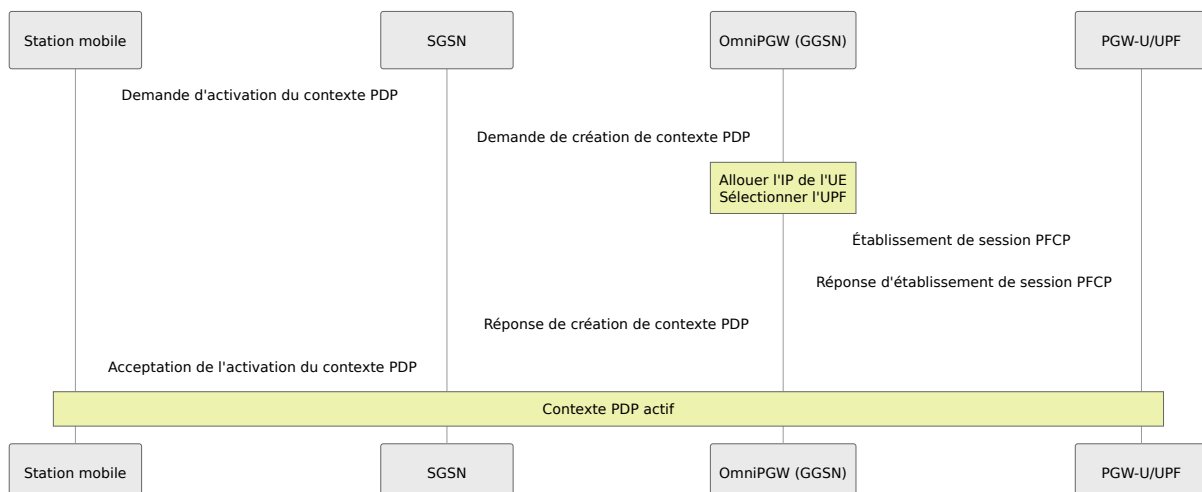 Station mobile
SGSN
OmniPGW (GGSN)
PGW-U/UPF
Demande d'activation du contexte PDP
Demande de création de contexte PDP
Allouer l'IP de l'UE
Sélectionner l'UPF
Établissement de session PFCP
Réponse d'établissement de session PFCP
Réponse de création de contexte PDP
Acceptation de l'activation du contexte PDP
Contexte PDP actif
Station mobile
SGSN
OmniPGW (GGSN)
PGW-U/UPF